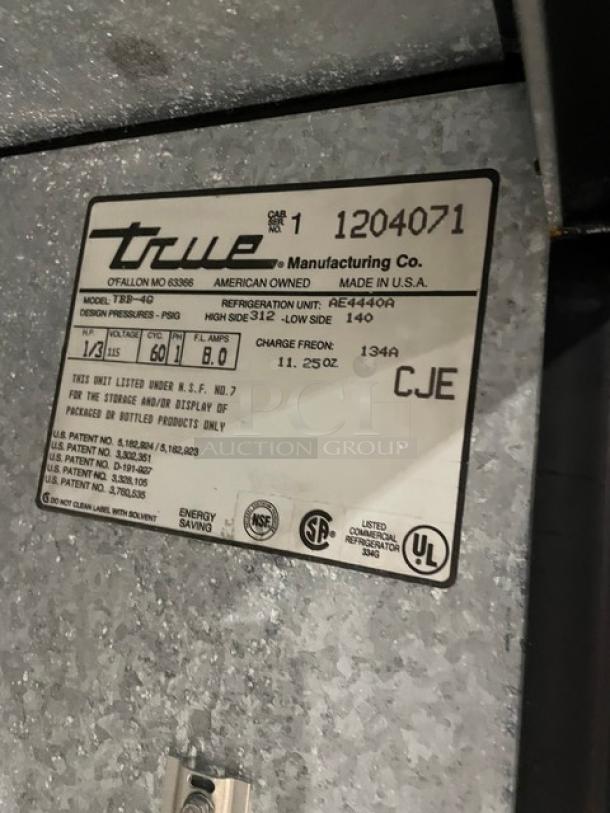 CAB. SER. NO. 1 1204071
true ® Manufacturing Co.
O'FALLON MO 63366 AMERICAN OWNED MADE IN U.S.A.
MODEL: TBB-4G REFRIGERATION UNIT: AE4440A
DESIGN PRESSURES - PSIG HIGH SIDE 312 - LOW SIDE 140
H.P. VOLTAGE CYC. PH F.L. AMPS
1/3 115 60 1 8.0
CHARGE FREON: 134A
11.25 OZ
CJE
THIS UNIT LISTED UNDER N.S.F. NO.7
FOR THE STORAGE AND/OR DISPLAY OF
PACKAGED OR BOTTLED PRODUCTS ONLY
U.S. PATENT NO. 5,182,924 / 5,182,923
U.S. PATENT NO. 3,302,351
U.S. PATENT NO. D-191-927
U.S. PATENT NO. 3,328,105
U.S. PATENT NO. 3,760,535
DO NOT CLEAN LABEL WITH SOLVENT
ENERGY
SAVING
NSF
SA
LISTED
COMMERCIAL
REFRIGERATOR
334G
UL
PCI
AUCTION GROUP